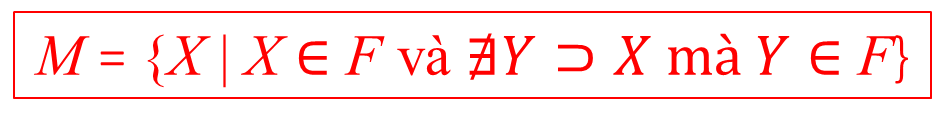 M = {X | X ∈ F và ∄Y ⊃ X mà Y ∈ F}